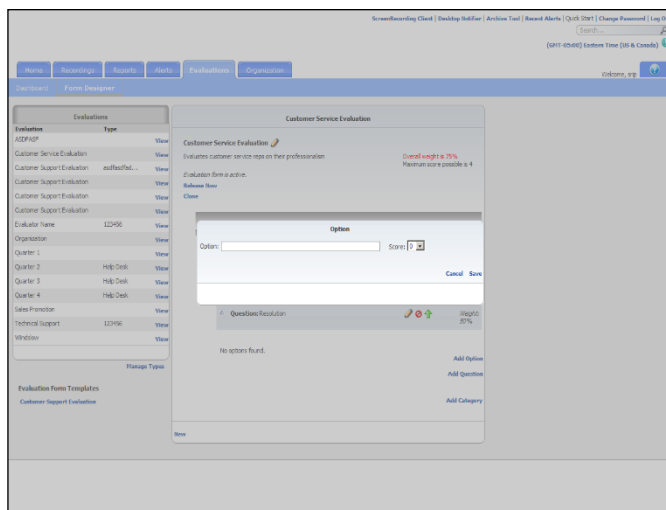 ScreenRecording Client | Desktop Notifier | Archive Tool | Recent Alerts | Quick Start | Change Password | Log O
Search...
(GMT-05:00) Eastern Time (US & Canada)
Home Recordings Reports Alerts Evaluations Organization
Welcome,
Dashboard Form Designer
Evaluations
Customer Service Evaluation
Evaluation Type
ASDFASF View
Customer Service Evaluation View
Customer Support Evaluation View
Customer Support Evaluation View
Customer Support Evaluation View
Customer Support Evaluation View
Evaluator Name 123456 View
Organization View
Quarter 1 View
Quarter 2 Help Desk View
Quarter 3 Help Desk View
Quarter 4 Help Desk View
Sales Promotion View
Technical Support 123456 View
Window View
Manage Types
Evaluation Form Templates
Customer Support Evaluation
Customer Service Evaluation
Evaluates customer service reps on their professionalism
Overall weight is 75%
Maximum score possible is 4
Evaluation form is active.
Release Now
Close
Option
Option: Score: 0
Cancel Save
Question: Resolution
Weight:
No options found.
Add Option
Add Question
Add Category
New